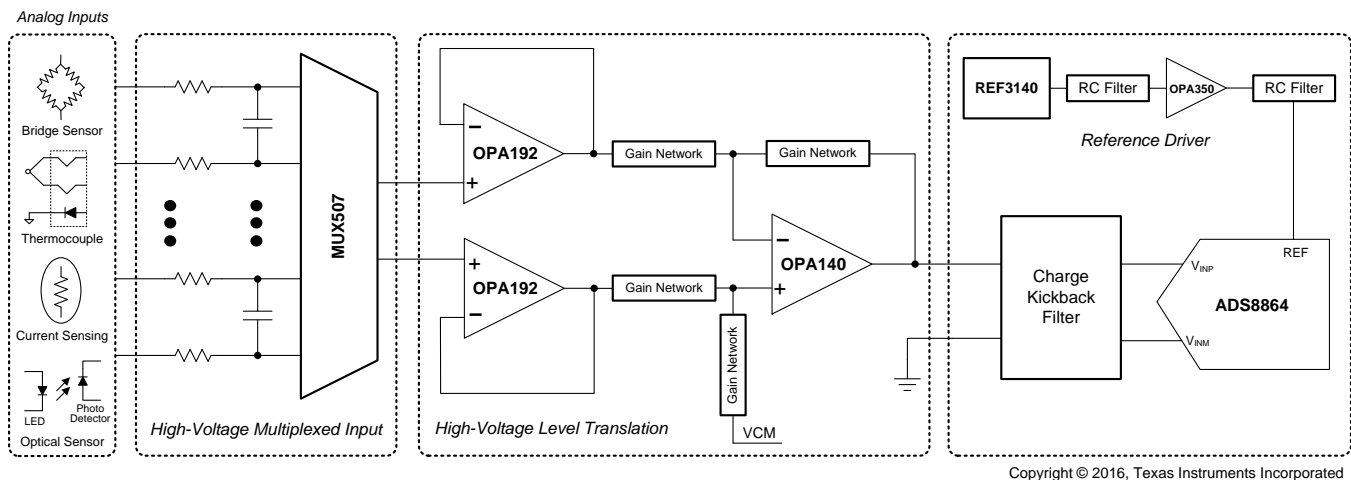 Analog Inputs
Bridge Sensor
Thermocouple
Current Sensing
LED
Photo
Detector
Optical Sensor
MUX507
High-Voltage Multiplexed Input
OPA192
OPA192
Gain Network
Gain Network
Gain Network
Gain Network
OPA140
VCM
High-Voltage Level Translation
REF3140
RC Filter
OPA350
RC Filter
Reference Driver
Charge
Kickback
Filter
REF
VINP
ADS8864
VINM
Copyright © 2016, Texas Instruments Incorporated